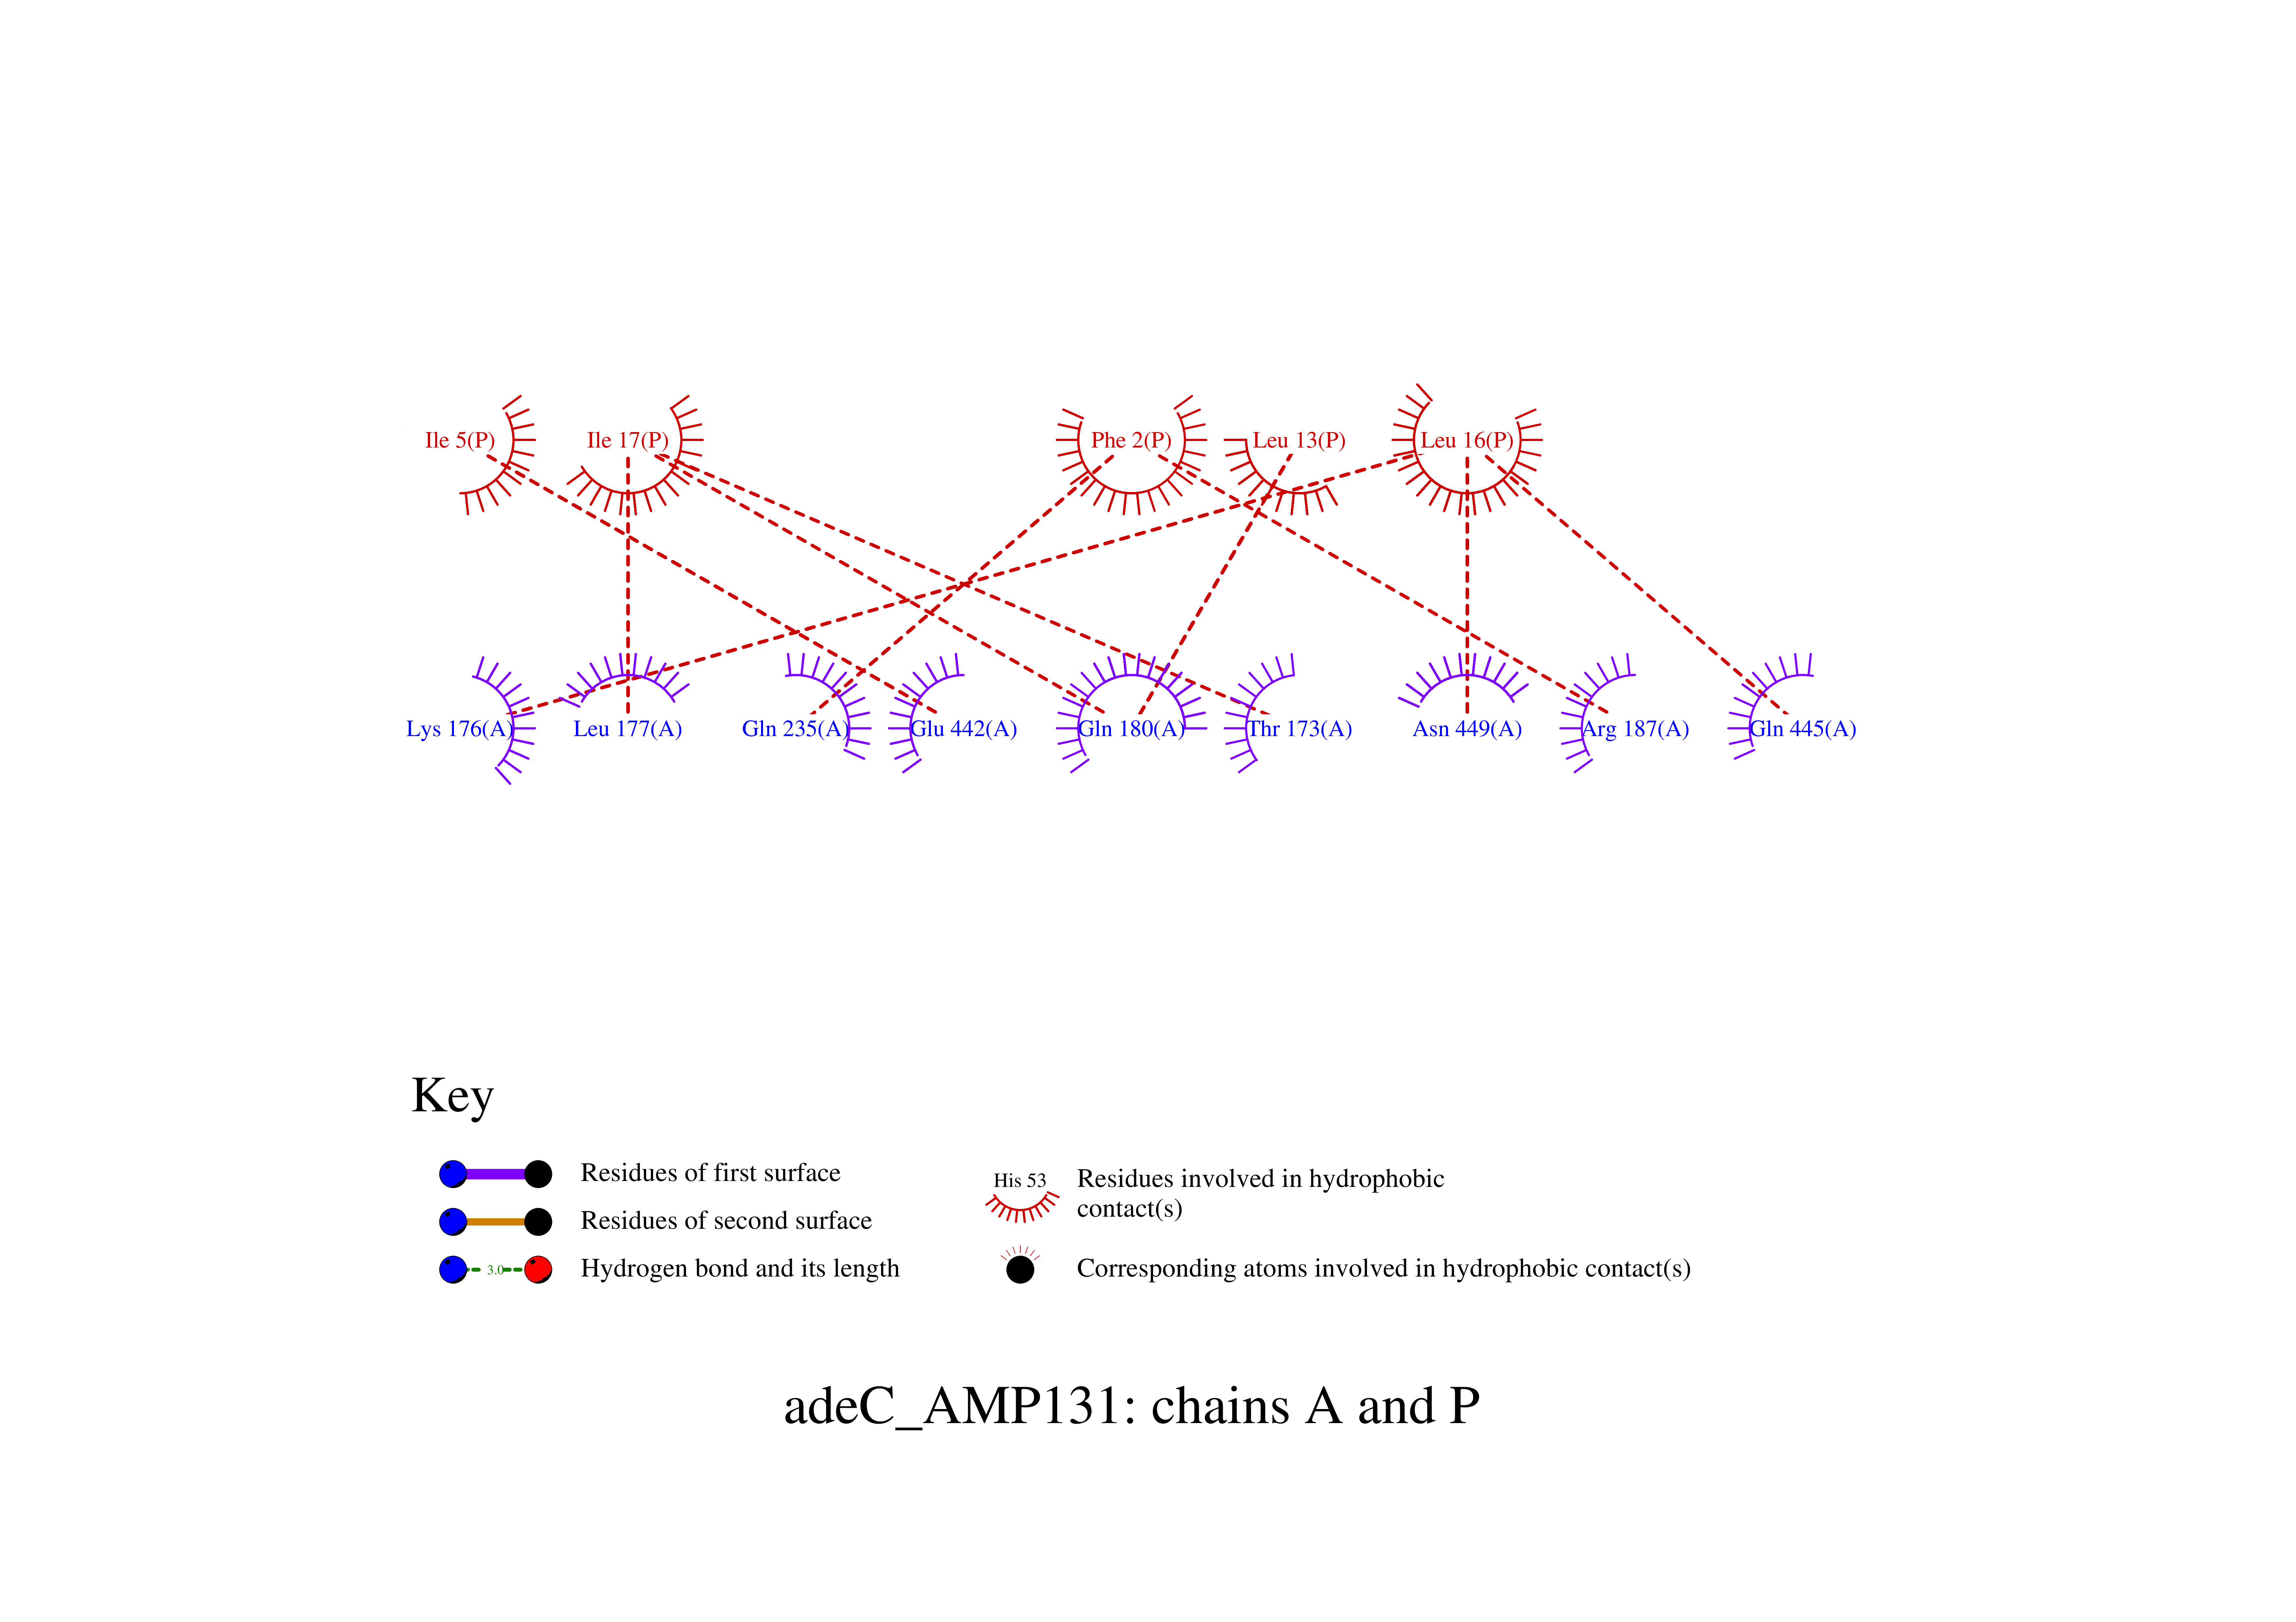 Ile 5(P) Ile 17(P) Phe 2(P) Leu 13(P) Leu 16(P)
Lys 176(A) Leu 177(A) Gln 235(A) Glu 442(A) Gln 180(A) Thr 173(A) Asn 449(A) Arg 187(A) Gln 445(A)
Key
Residues of first surface
Residues of second surface
3.0 Hydrogen bond and its length
His 53 Residues involved in hydrophobic
contact(s)
Corresponding atoms involved in hydrophobic contact(s)
adeC_AMP131: chains A and P